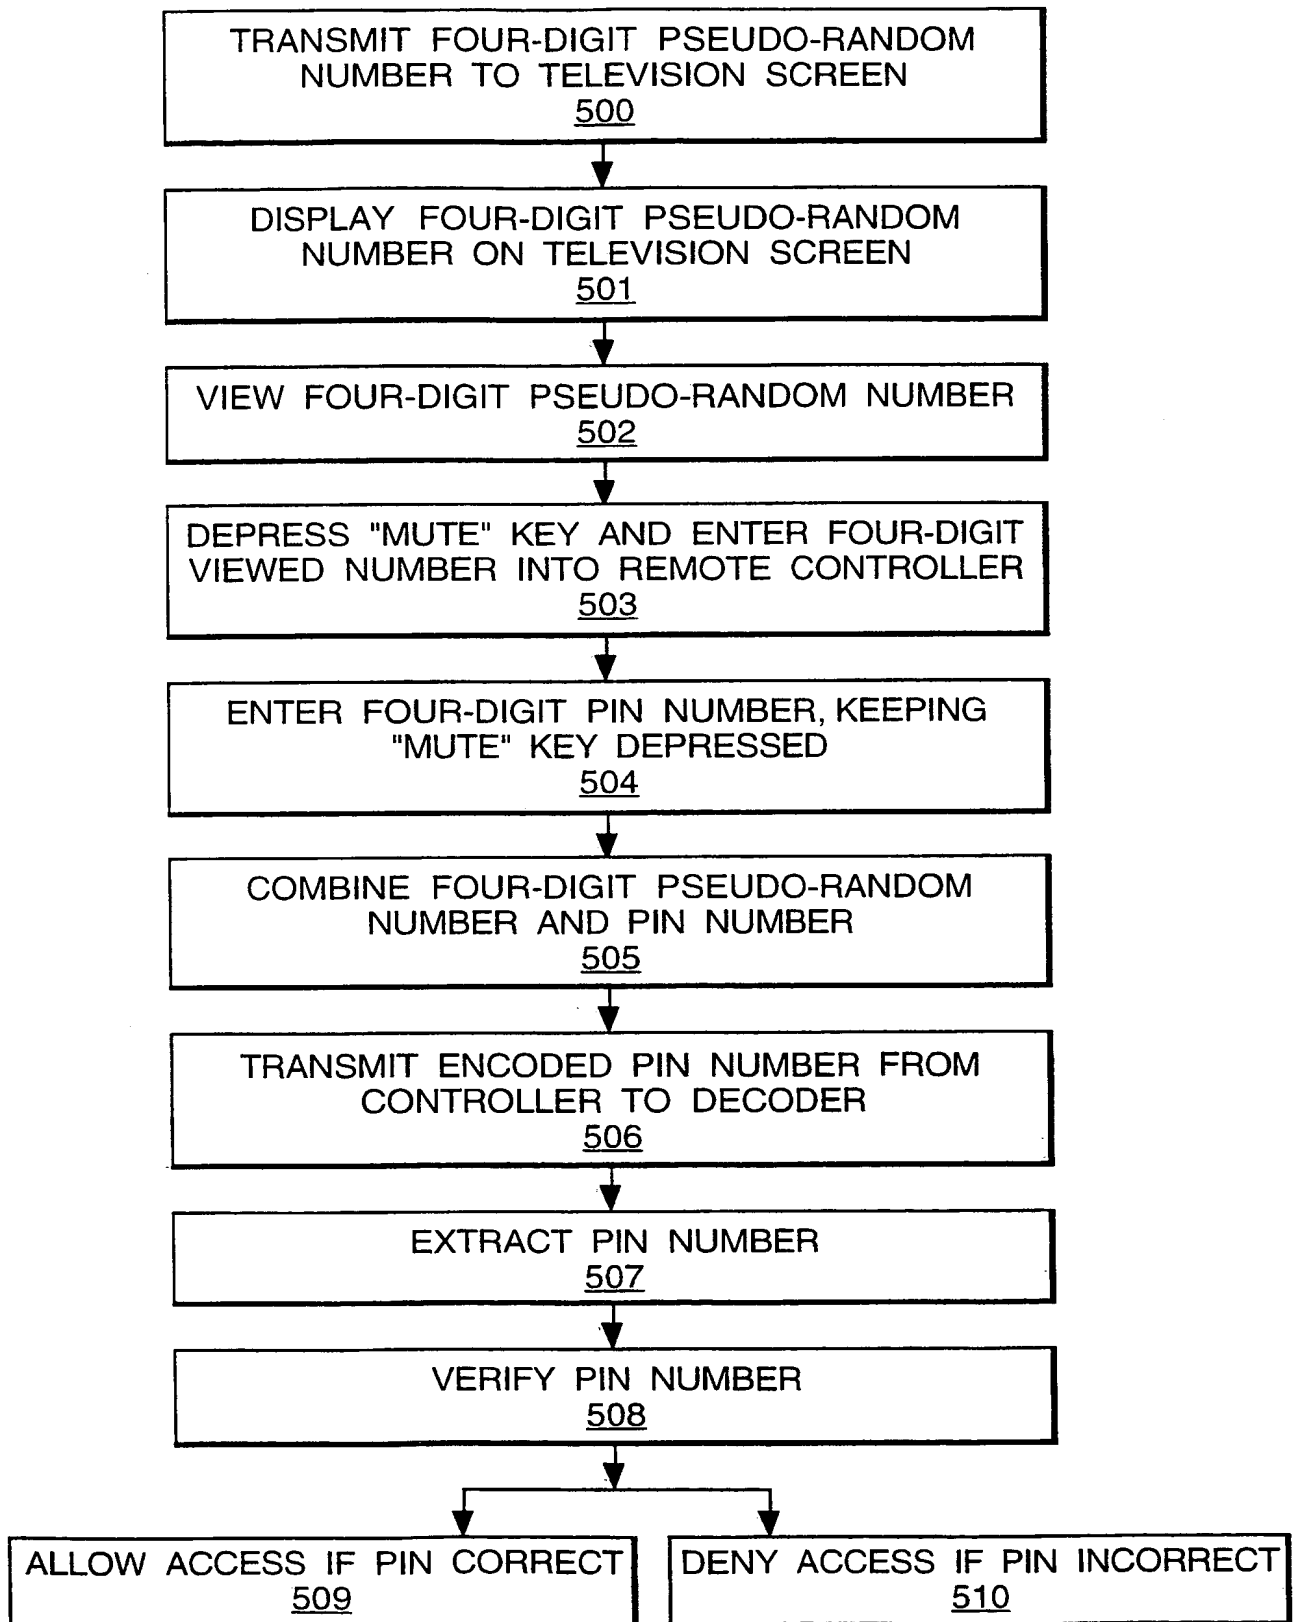 TRANSMIT FOUR-DIGIT PSEUDO-RANDOM
NUMBER TO TELEVISION SCREEN
500
DISPLAY FOUR-DIGIT PSEUDO-RANDOM
NUMBER ON TELEVISION SCREEN
501
VIEW FOUR-DIGIT PSEUDO-RANDOM NUMBER
502
DEPRESS "MUTE" KEY AND ENTER FOUR-DIGIT
VIEWED NUMBER INTO REMOTE CONTROLLER
503
ENTER FOUR-DIGIT PIN NUMBER, KEEPING
"MUTE" KEY DEPRESSED
504
COMBINE FOUR-DIGIT PSEUDO-RANDOM
NUMBER AND PIN NUMBER
505
TRANSMIT ENCODED PIN NUMBER FROM
CONTROLLER TO DECODER
506
EXTRACT PIN NUMBER
507
VERIFY PIN NUMBER
508
ALLOW ACCESS IF PIN CORRECT
509
DENY ACCESS IF PIN INCORRECT
510